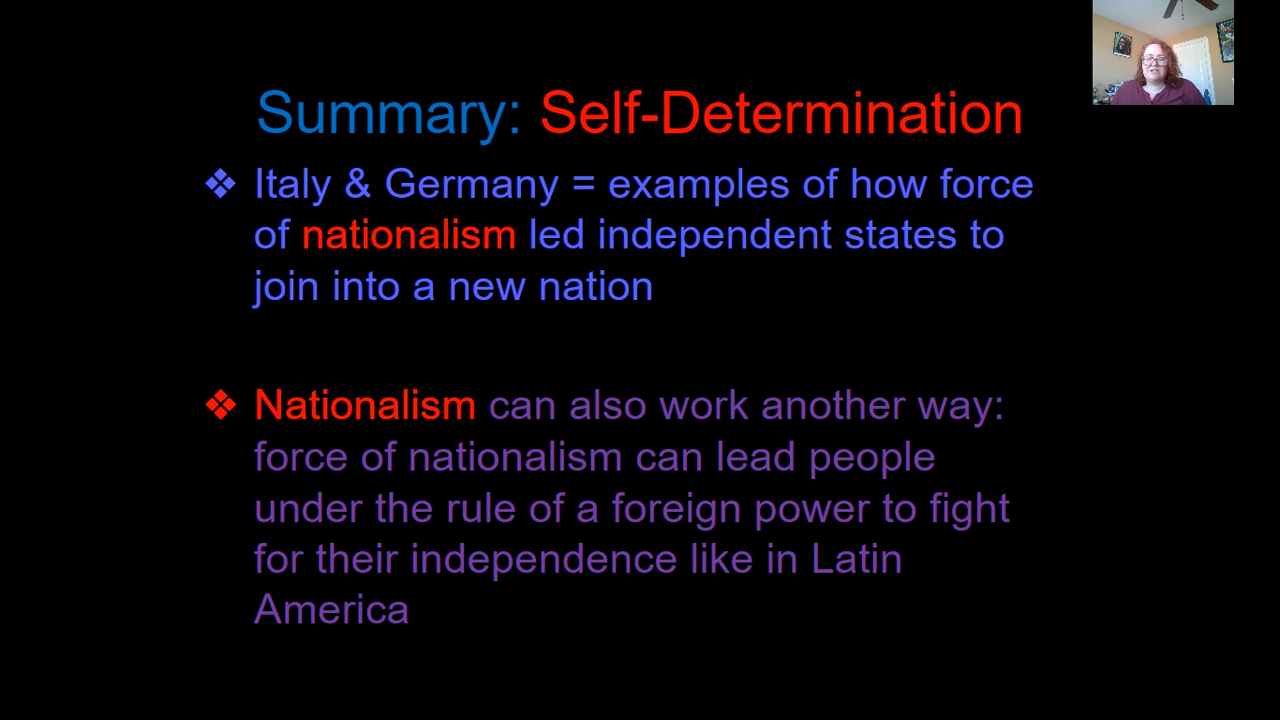 Summary: Self-Determination
❖ Italy & Germany = examples of how force
of nationalism led independent states to
join into a new nation
❖ Nationalism can also work another way:
force of nationalism can lead people
under the rule of a foreign power to fight
for their independence like in Latin
America